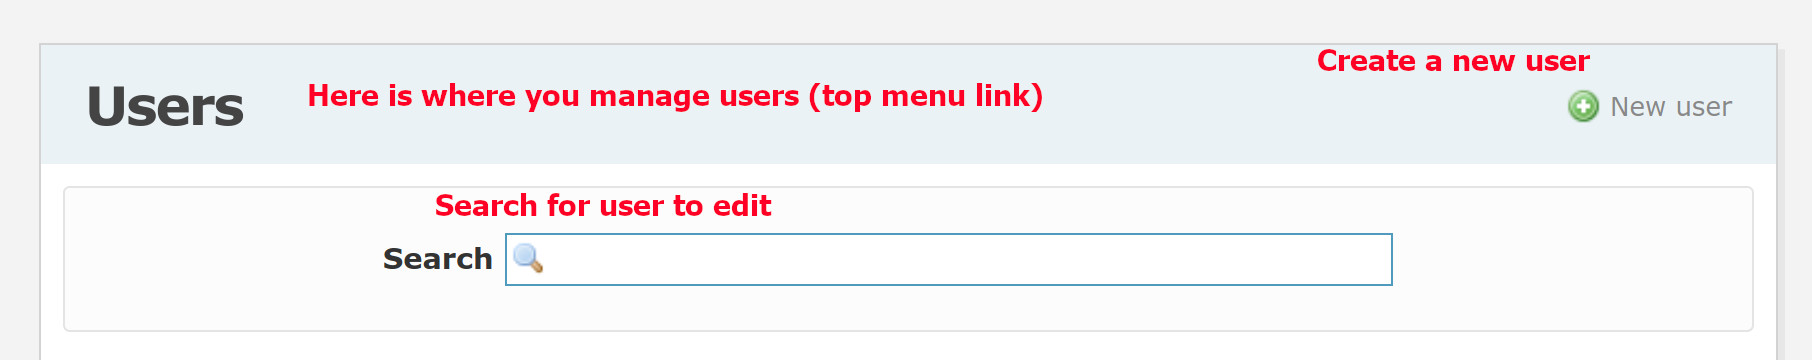 Create a new user
Users
Here is where you manage users (top menu link)
New user
Search for user to edit
Search